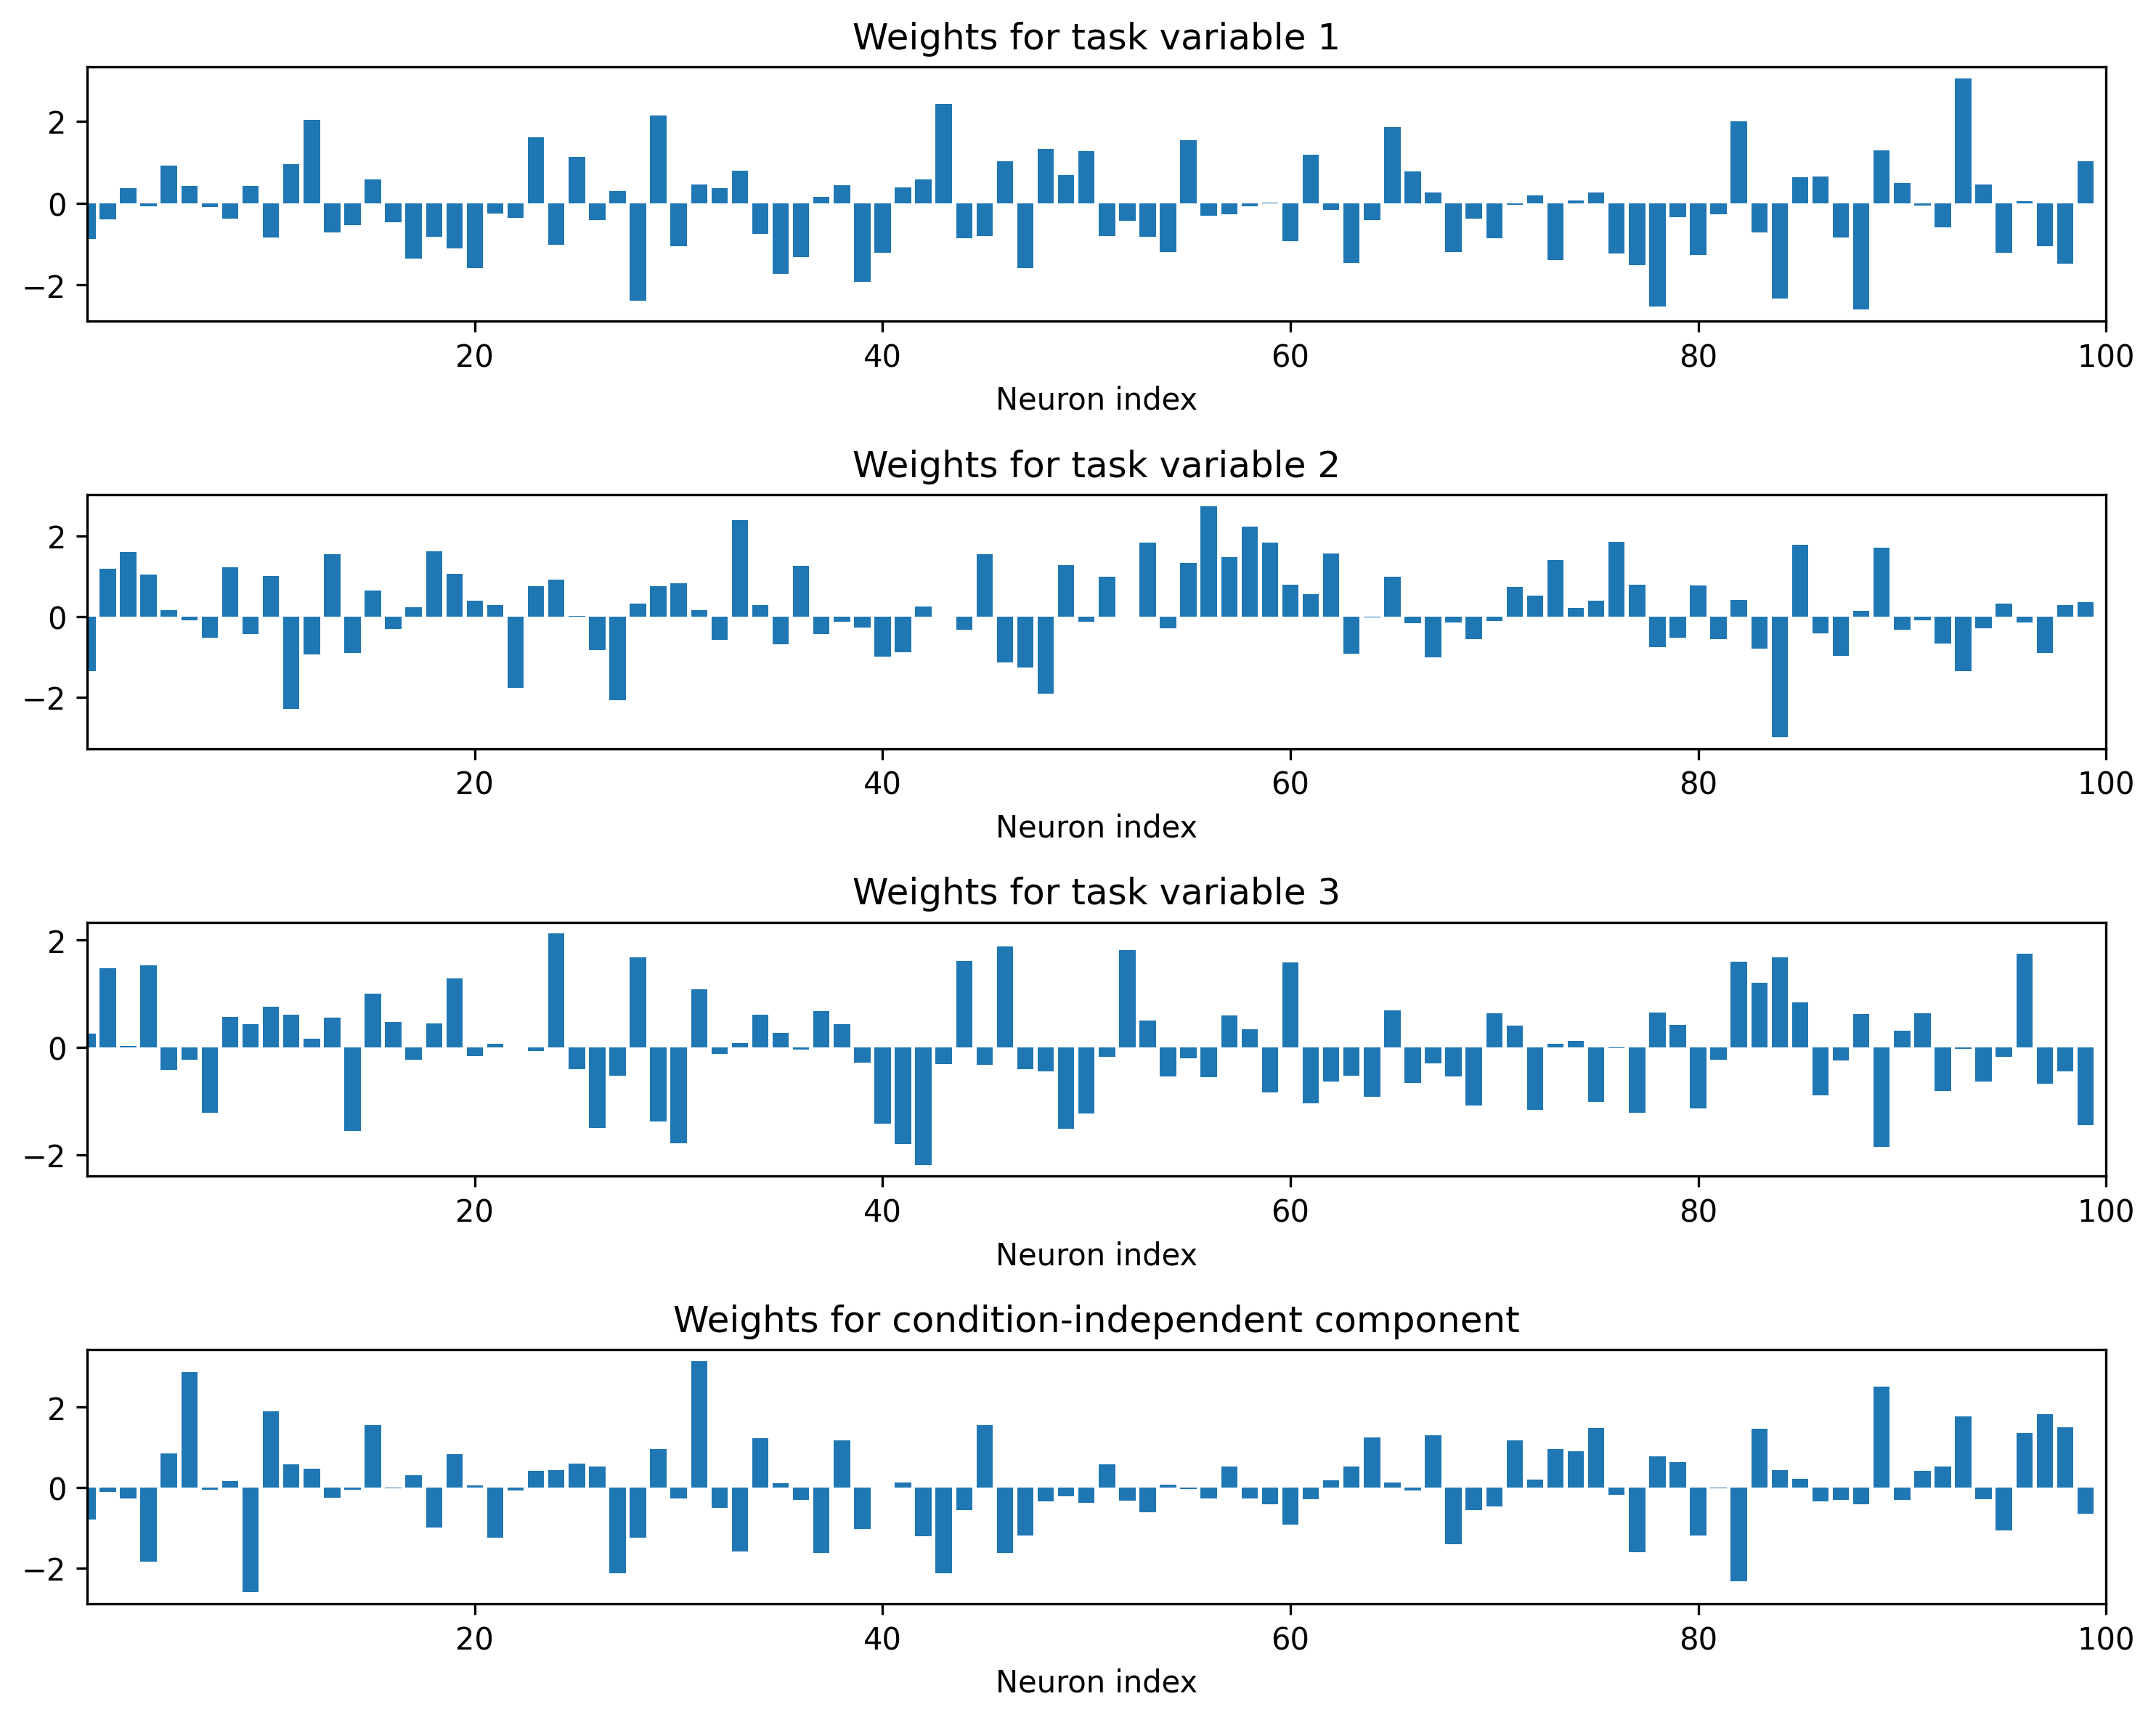 Weights for task variable 1
2
0
−2
20 40 60 80 100
Neuron index
Weights for task variable 2
2
0
−2
20 40 60 80 100
Neuron index
Weights for task variable 3
2
0
−2
20 40 60 80 100
Neuron index
Weights for condition-independent component
2
0
−2
20 40 60 80 100
Neuron index